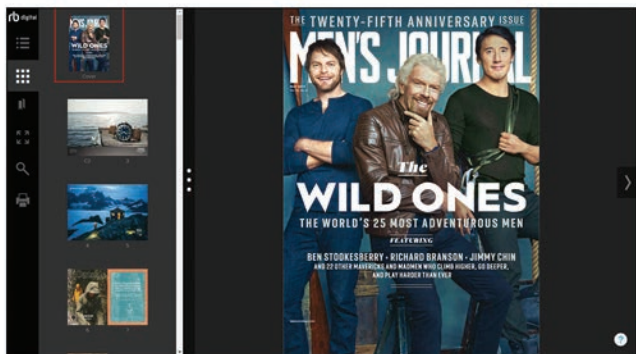 rb digital
Cover
THE TWENTY-FIFTH ANNIVERSARY ISSUE
MEN'S JOURNAL
The
WILD ONES
THE WORLD'S 25 MOST ADVENTUROUS MEN
FEATURING
BEN STOOKESBERRY • RICHARD BRANSON • JIMMY CHIN
AND 22 OTHER MAVERICKS AND MADMEN WHO CLIMB HIGHER, GO DEEPER,
AND PLAY HARDER THAN EVER
?